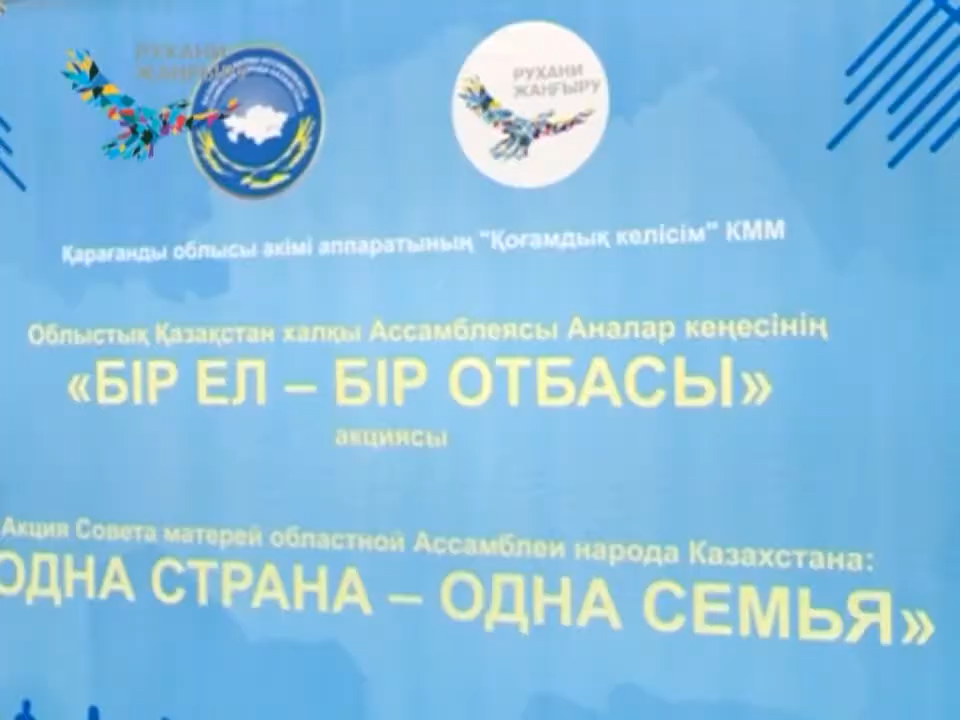 РУХАНИ
ЖАҢҒЫРУ
РУХАНИ
ЖАҢҒЫРУ
Қарағанды облысы әкімі аппаратының "Қоғамдық келісім" КММ
Облыстық Қазақстан халқы Ассамблеясы Аналар кеңесінің
«БІР ЕЛ – БІР ОТБАСЫ»
акциясы
Акция Совета матерей областной Ассамблеи народа Казахстана:
ОДНА СТРАНА – ОДНА СЕМЬЯ»